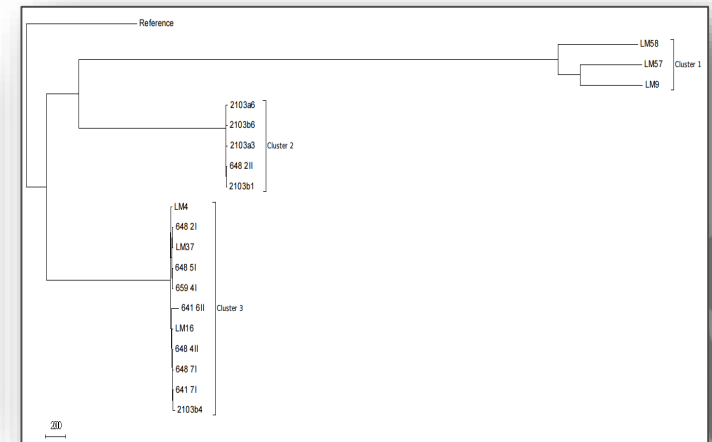 Reference
LM58
LM57
LM9
Cluster 1
2103a6
2103b6
2103a3
648 2II
2103b1
Cluster 2
LM4
648 2I
LM37
648 5I
659 4I
641 6II
LM16
648 4II
648 7I
641 7I
2103b4
Cluster 3